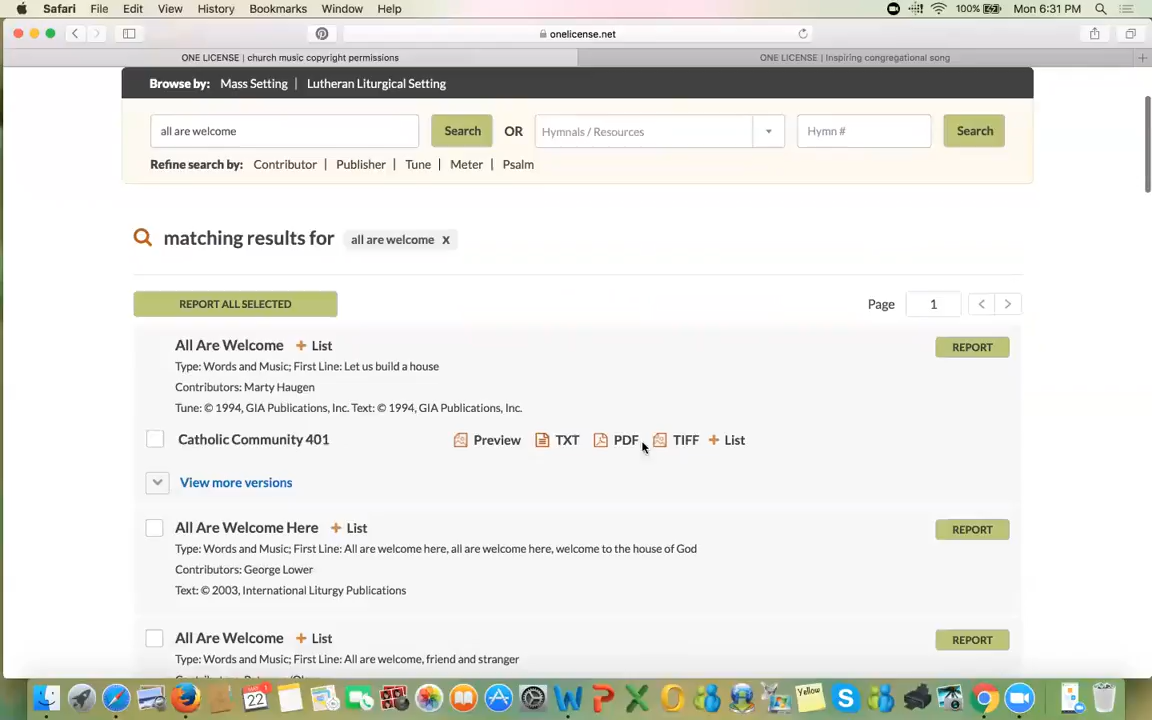 Safari File Edit View History Bookmarks Window Help 100% Mon 6:31 PM
onelicense.net
ONE LICENSE | church music copyright permissions ONE LICENSE | Inspiring congregational song
Browse by: Mass Setting | Lutheran Liturgical Setting
all are welcome Search OR Hymnals / Resources Hymn # Search
Refine search by: Contributor | Publisher | Tune | Meter | Psalm
matching results for all are welcome x
REPORT ALL SELECTED Page 1 < >
All Are Welcome + List REPORT
Type: Words and Music; First Line: Let us build a house
Contributors: Marty Haugen
Tune: © 1994, GIA Publications, Inc. Text: © 1994, GIA Publications, Inc.
Catholic Community 401 Preview TXT PDF TIFF + List
View more versions
All Are Welcome Here + List REPORT
Type: Words and Music; First Line: All are welcome here, all are welcome here, welcome to the house of God
Contributors: George Lower
Text: © 2003, International Liturgy Publications
All Are Welcome + List REPORT
Type: Words and Music; First Line: All are welcome, friend and stranger
22
Yellow